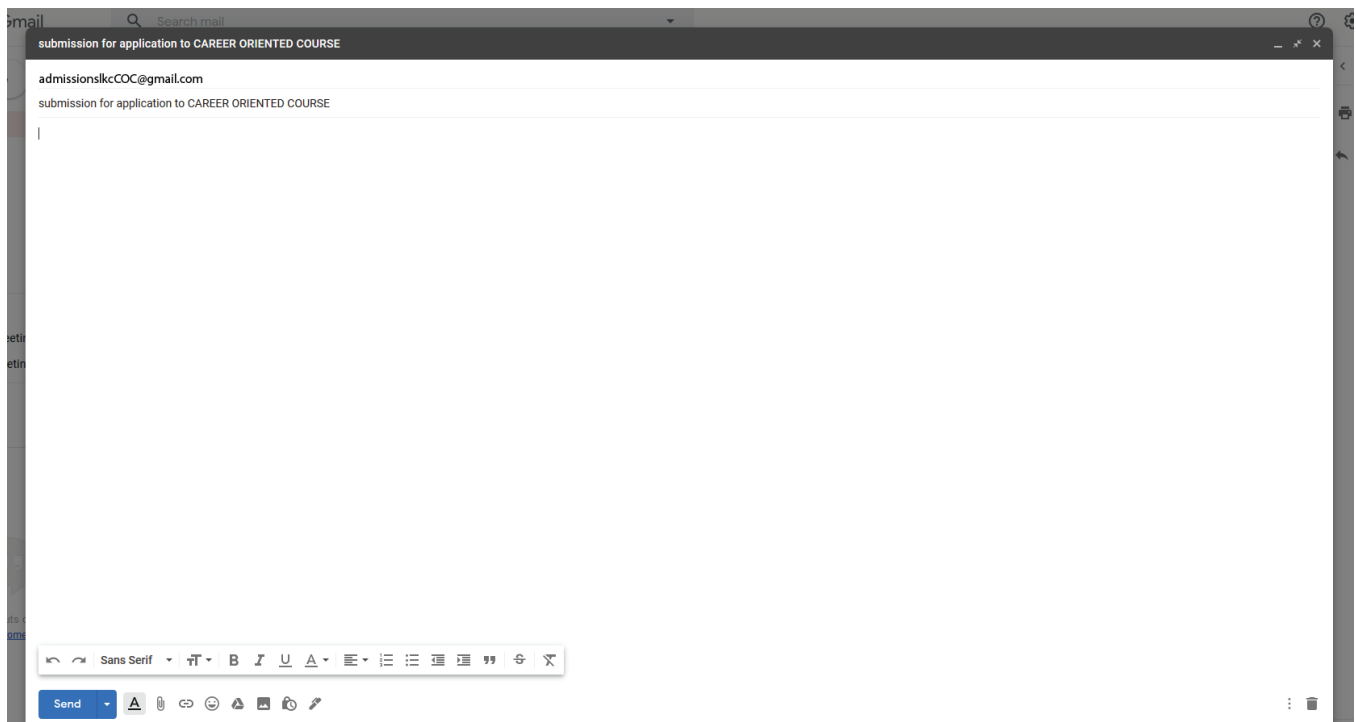 Gmail
Search mail
submission for application to CAREER ORIENTED COURSE
admissionslkcCOC@gmail.com
submission for application to CAREER ORIENTED COURSE
Sans Serif
Send